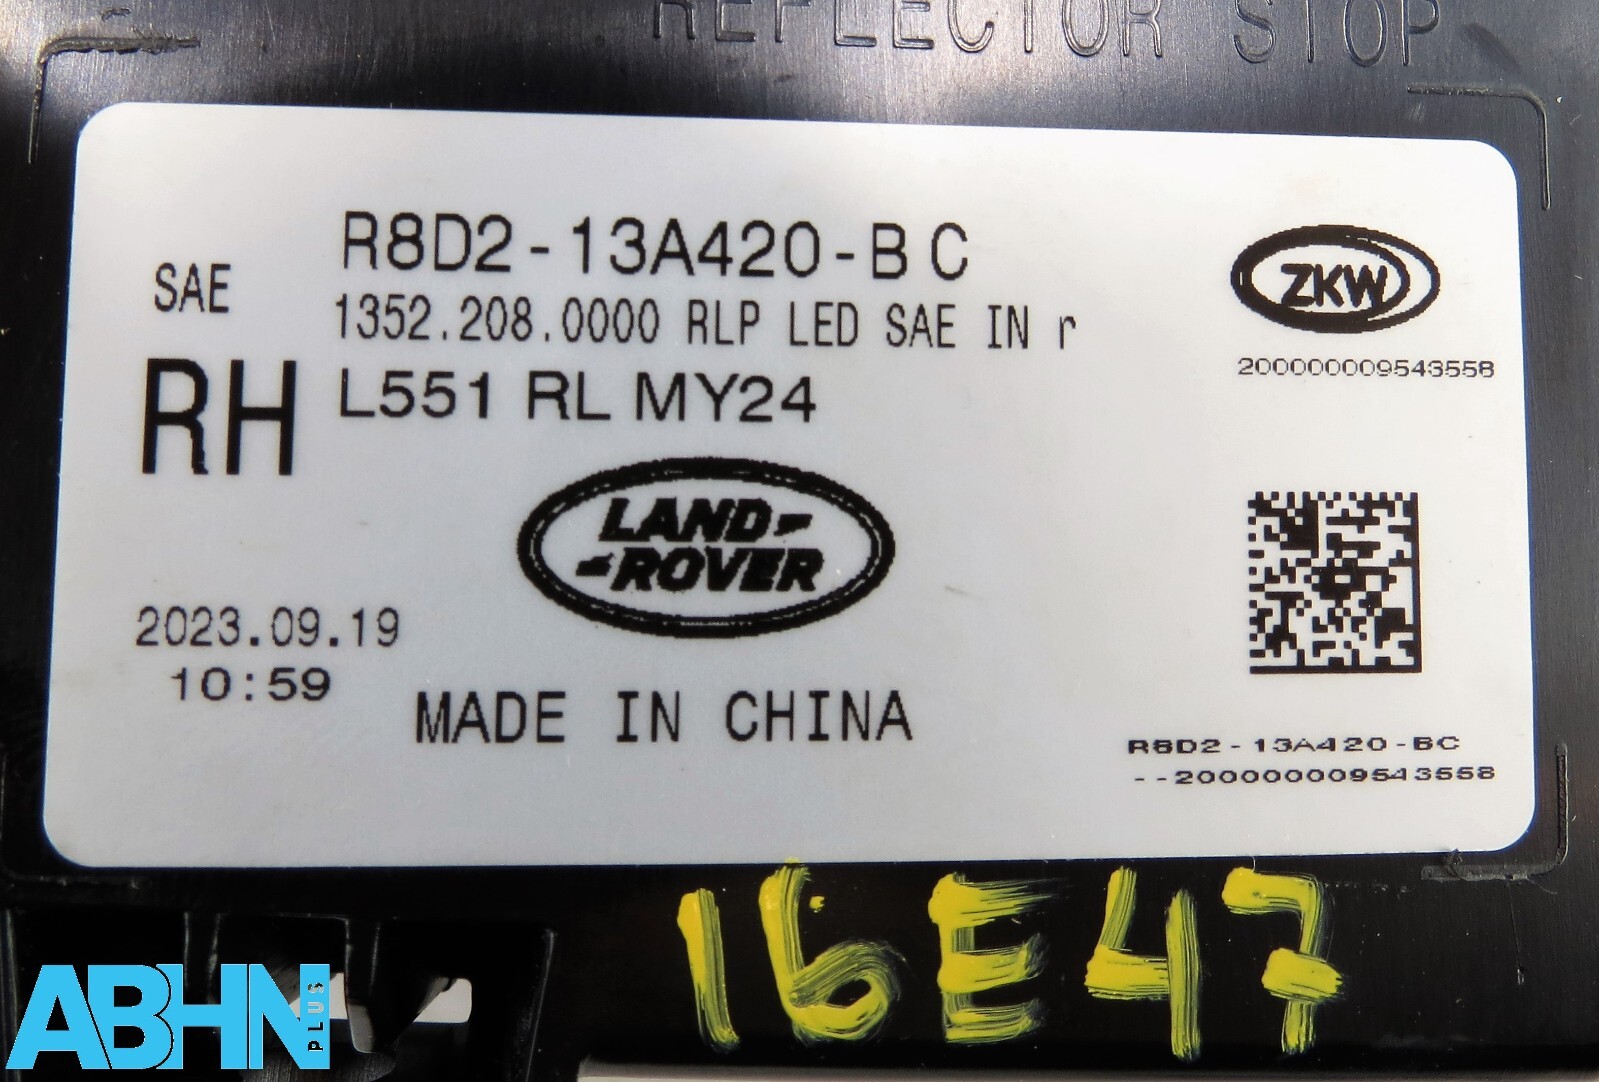 REFLECTOR STOP
SAE
R8D2-13A420-BC
1352.208.0000 RLP LED SAE IN r
RH
L551 RL MY24
ZKW
200000009543558
LAND-
-ROVER
2023.09.19
10:59
MADE IN CHINA
R8D2-13A420-BC
--200000009543558
16E47
ABHN PLUS